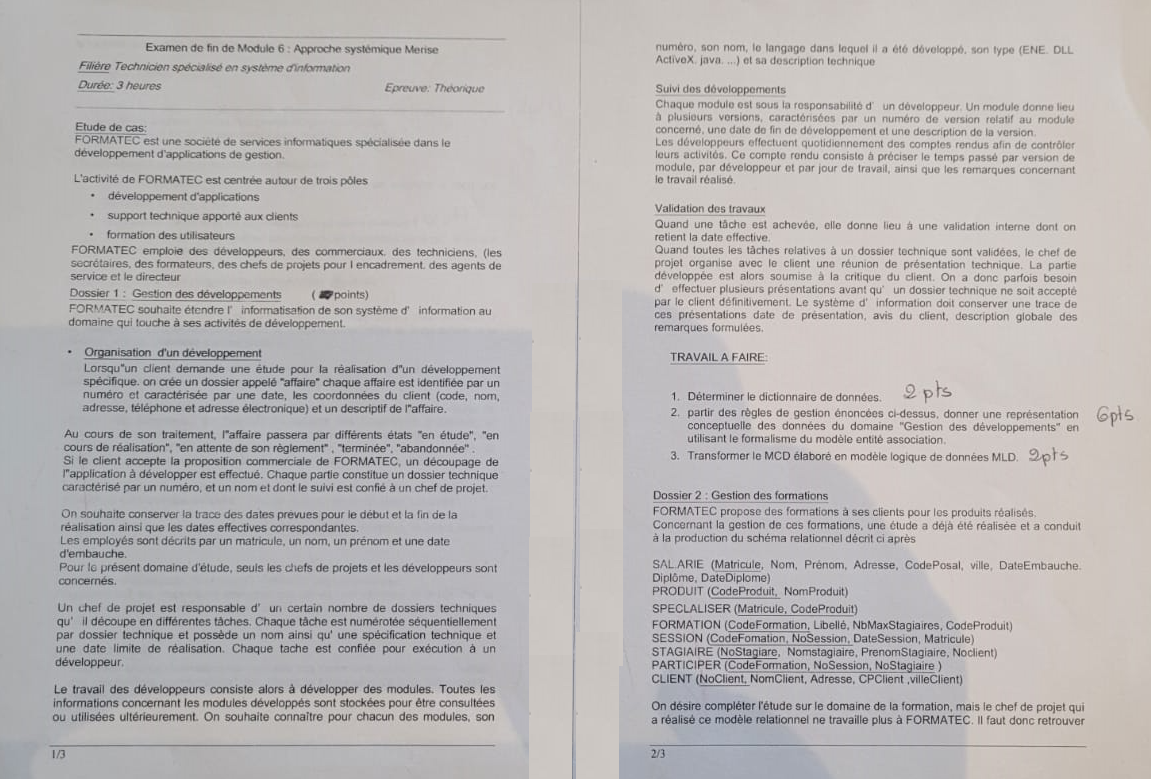 Examen de fin de Module 6 : Approche systémique Merise
Filière Technicien spécialisé en système d'information
Durée: 3 heures Epreuve: Théorique
Etude de cas:
FORMATEC est une société de services informatiques spécialisée dans le
développement d'applications de gestion.
L'activité de FORMATEC est centrée autour de trois pôles
• développement d'applications
• support technique apporté aux clients
• formation des utilisateurs
FORMATEC emploie des développeurs, des commerciaux. des techniciens, (les
secrétaires, des formateurs, des chefs de projets pour l encadrement. des agents de
service et le directeur
Dossier 1 : Gestion des développements ( points)
FORMATEC souhaite étendre l' informatisation de son système d' information au
domaine qui touche à ses activités de développement.
• Organisation d'un développement
Lorsqu"un client demande une étude pour la réalisation d"un développement
spécifique. on crée un dossier appelé "affaire" chaque affaire est identifiée par un
numéro et caractérisée par une date, les coordonnées du client (code, nom,
adresse, téléphone et adresse électronique) et un descriptif de l"affaire.
Au cours de son traitement, l"affaire passera par différents états "en étude", "en
cours de réalisation", "en attente de son règlement" , "terminée", "abandonnée" .
Si le client accepte la proposition commerciale de FORMATEC, un découpage de
l"application à développer est effectué. Chaque partie constitue un dossier technique
caractérisé par un numéro, et un nom et dont le suivi est confié à un chef de projet.
On souhaite conserver la trace des dates prévues pour le début et la fin de la
réalisation ainsi que les dates effectives correspondantes.
Les employés sont décrits par un matricule, un nom, un prénom et une date
d'embauche.
Pour le présent domaine d'étude, seuls les chefs de projets et les développeurs sont
concernés.
Un chef de projet est responsable d' un certain nombre de dossiers techniques
qu' il découpe en différentes tâches. Chaque tâche est numérotée séquentiellement
par dossier technique et possède un nom ainsi qu' une spécification technique et
une date limite de réalisation. Chaque tache est confiée pour exécution à un
développeur.
Le travail des développeurs consiste alors à développer des modules. Toutes les
informations concernant les modules développés sont stockées pour être consultées
ou utilisées ultérieurement. On souhaite connaître pour chacun des modules, son
1/3
numéro, son nom, le langage dans lequel il a été développé, son type (ENE. DLL
ActiveX. java. ...) et sa description technique
Suivi des développements
Chaque module est sous la responsabilité d' un développeur. Un module donne lieu
à plusieurs versions, caractérisées par un numéro de version relatif au module
concerné, une date de fin de développement et une description de la version.
Les développeurs effectuent quotidiennement des comptes rendus afin de contrôler
leurs activités. Ce compte rendu consiste à préciser le temps passé par version de
module, par développeur et par jour de travail, ainsi que les remarques concernant
le travail réalisé.
Validation des travaux
Quand une tâche est achevée, elle donne lieu à une validation interne dont on
retient la date effective.
Quand toutes les tâches relatives à un dossier technique sont validées, le chef de
projet organise avec le client une réunion de présentation technique. La partie
développée est alors soumise à la critique du client. On a donc parfois besoin
d' effectuer plusieurs présentations avant qu' un dossier technique ne soit accepté
par le client définitivement. Le système d' information doit conserver une trace de
ces présentations date de présentation, avis du client, description globale des
remarques formulées.
TRAVAIL A FAIRE:
1. Déterminer le dictionnaire de données. 2 pts
2. partir des règles de gestion énoncées ci-dessus, donner une représentation 6pts
conceptuelle des données du domaine "Gestion des développements" en
utilisant le formalisme du modèle entité association.
3. Transformer le MCD élaboré en modèle logique de données MLD. 2pts
Dossier 2 : Gestion des formations
FORMATEC propose des formations à ses clients pour les produits réalisés.
Concernant la gestion de ces formations, une étude a déjà été réalisée et a conduit
à la production du schéma relationnel décrit ci après
SAL.ARIE (Matricule, Nom, Prénom, Adresse, CodePosal, ville, DateEmbauche.
Diplôme, DateDiplome)
PRODUIT (CodeProduit, NomProduit)
SPECLALISER (Matricule, CodeProduit)
FORMATION (CodeFormation, Libellé, NbMaxStagiaires, CodeProduit)
SESSION (CodeFomation, NoSession, DateSession, Matricule)
STAGIAIRE (NoStagiare, Nomstagiaire, PrenomStagiaire, Noclient)
PARTICIPER (CodeFormation, NoSession, NoStagiaire )
CLIENT (NoClient, NomClient, Adresse, CPClient ,villeClient)
On désire compléter l'étude sur le domaine de la formation, mais le chef de projet qui
a réalisé ce modèle relationnel ne travaille plus à FORMATEC. Il faut donc retrouver
2/3